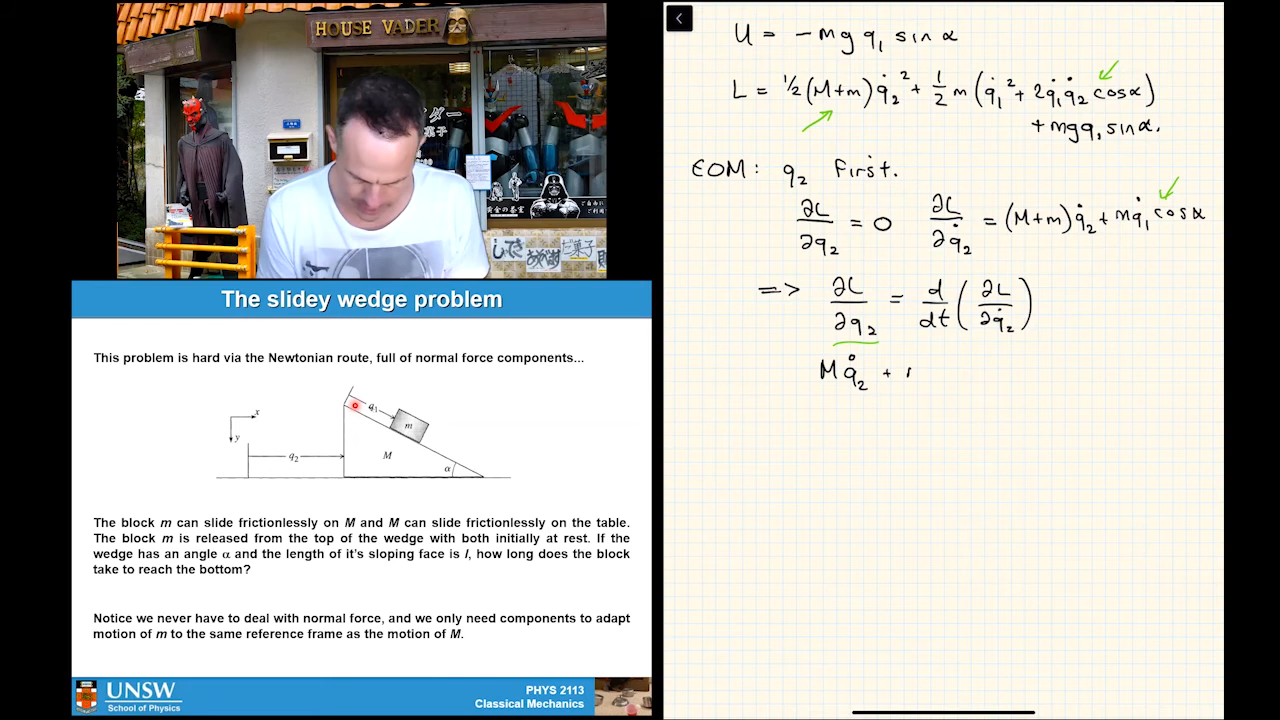 HOUSE VADER
The slidey wedge problem
This problem is hard via the Newtonian route, full of normal force components...
x
y
q₁
m
q₂
M
α
The block m can slide frictionlessly on M and M can slide frictionlessly on the table.
The block m is released from the top of the wedge with both initially at rest. If the
wedge has an angle α and the length of it's sloping face is l, how long does the block
take to reach the bottom?
Notice we never have to deal with normal force, and we only need components to adapt
motion of m to the same reference frame as the motion of M.
UNSW
School of Physics
PHYS 2113
Classical Mechanics
U = -mg q₁ sin α
L = ½ (M+m) q̇₂² + ½ m (q̇₁² + 2q̇₁q̇₂ cosα)
+ mgq₁ sinα.
EOM: q₂ First.
∂L/∂q₂ = 0 ∂L/∂q̇₂ = (M+m) q̇₂ + mq̇₁ cosα
=> ∂L/∂q₂ = d/dt (∂L/∂q̇₂)
M q̇₂ +